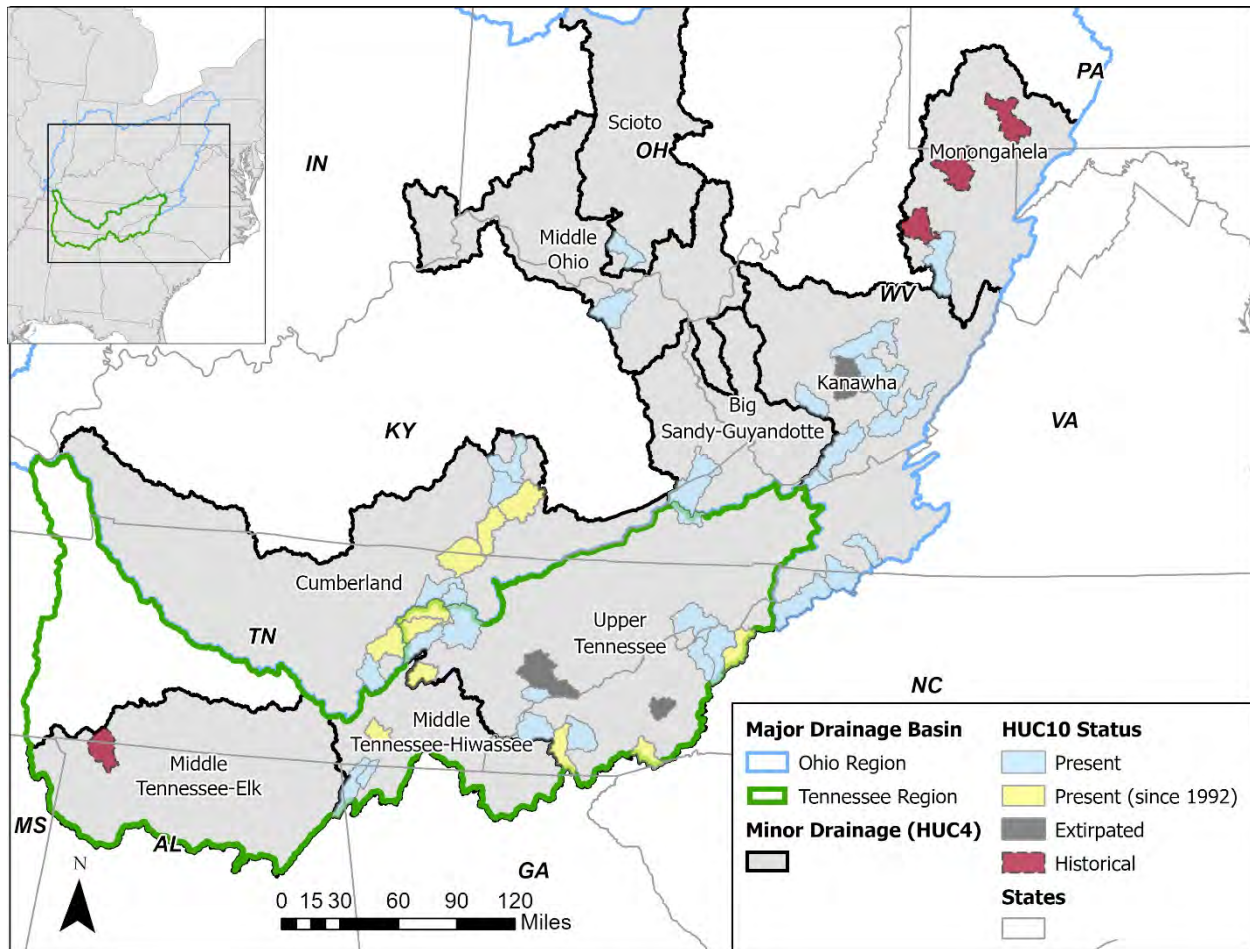 PA
Scioto
OH
Monongahela
IN
Middle
Ohio
WV
Kanawha
Big
Sandy-Guyandotte
VA
KY
Cumberland
Upper
Tennessee
TN
NC
Middle
Tennessee-Hiwassee
Middle
Tennessee-Elk
MS
AL
GA
N
0 15 30 60 90 120
Miles
Major Drainage Basin
Ohio Region
Tennessee Region
Minor Drainage (HUC4)
HUC10 Status
Present
Present (since 1992)
Extirpated
Historical
States